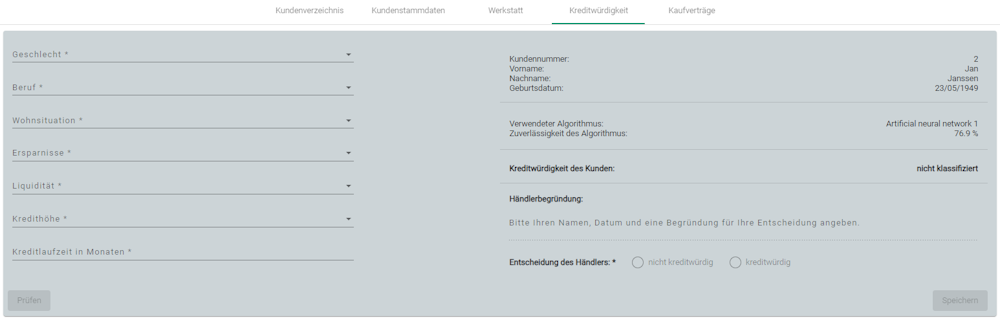 Kundenverzeichnis Kundenstammdaten Werkstatt Kreditwürdigkeit Kaufverträge
Geschlecht *
Beruf *
Wohnsituation *
Ersparnisse *
Liquidität *
Kredithöhe *
Kreditlaufzeit in Monaten *
Prüfen
Kundennummer: 2
Vorname: Jan
Nachname: Janssen
Geburtsdatum: 23/05/1949
Verwendeter Algorithmus: Artificial neural network 1
Zuverlässigkeit des Algorithmus: 76.9 %
Kreditwürdigkeit des Kunden: nicht klassifiziert
Händlerbegründung:
Bitte Ihren Namen, Datum und eine Begründung für Ihre Entscheidung angeben.
Entscheidung des Händlers: * nicht kreditwürdig kreditwürdig
Speichern